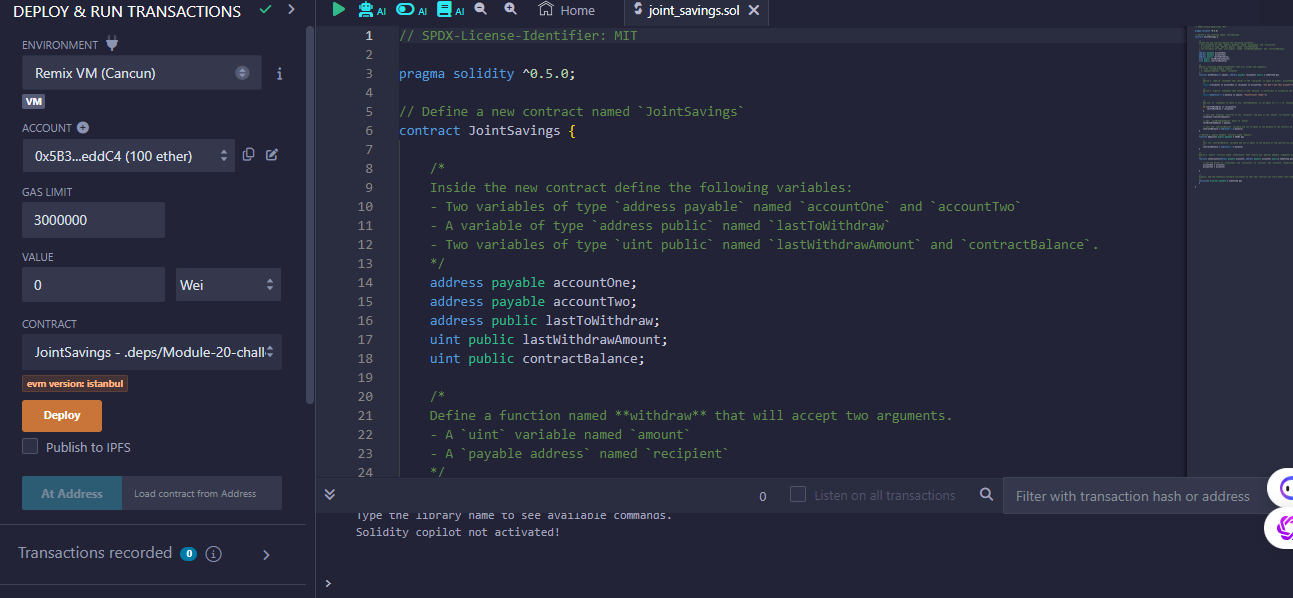 DEPLOY & RUN TRANSACTIONS
ENVIRONMENT
Remix VM (Cancun)
VM
ACCOUNT
0x5B3...eddC4 (100 ether)
GAS LIMIT
3000000
VALUE
0
Wei
CONTRACT
JointSavings - .deps/Module-20-chall
evm version: istanbul
Deploy
Publish to IPFS
At Address
Load contract from Address
Transactions recorded 0 i
AI AI AI
Home
joint_savings.sol
1 // SPDX-License-Identifier: MIT
2
3 pragma solidity ^0.5.0;
4
5 // Define a new contract named `JointSavings`
6 contract JointSavings {
7
8 /*
9 Inside the new contract define the following variables:
10 - Two variables of type `address payable` named `accountOne` and `accountTwo`
11 - A variable of type `address public` named `lastToWithdraw`
12 - Two variables of type `uint public` named `lastWithdrawAmount` and `contractBalance`.
13 */
14 address payable accountOne;
15 address payable accountTwo;
16 address public lastToWithdraw;
17 uint public lastWithdrawAmount;
18 uint public contractBalance;
19
20 /*
21 Define a function named **withdraw** that will accept two arguments.
22 - A `uint` variable named `amount`
23 - A `payable address` named `recipient`
24 */
0
Listen on all transactions
Filter with transaction hash or address
Type the library name to see available commands.
Solidity copilot not activated!
>